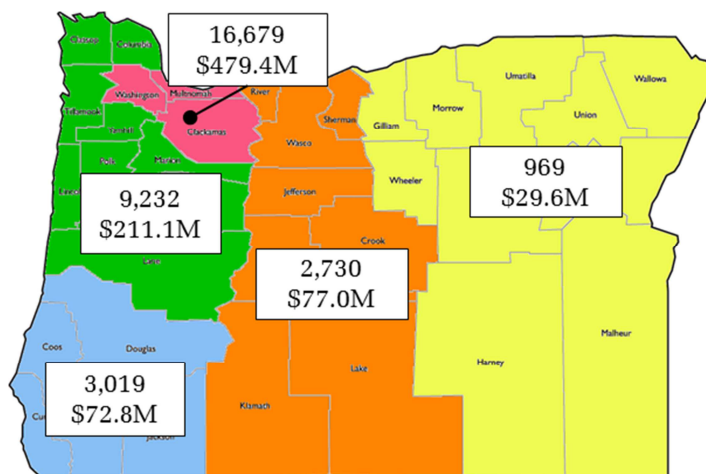 16,679
$479.4M
Clatsop
Columbia
Washington
Multnomah
River
Umatilla
Wallowa
Tillamook
Clackamas
Sherman
Morrow
Union
Yamhill
Wasco
Gilliam
Polk
Marion
969
$29.6M
Wheeler
9,232
$211.1M
Jefferson
Crook
Lane
2,730
$77.0M
Coos
Douglas
Malheur
Harney
3,019
$72.8M
Lake
Klamath
Jackson